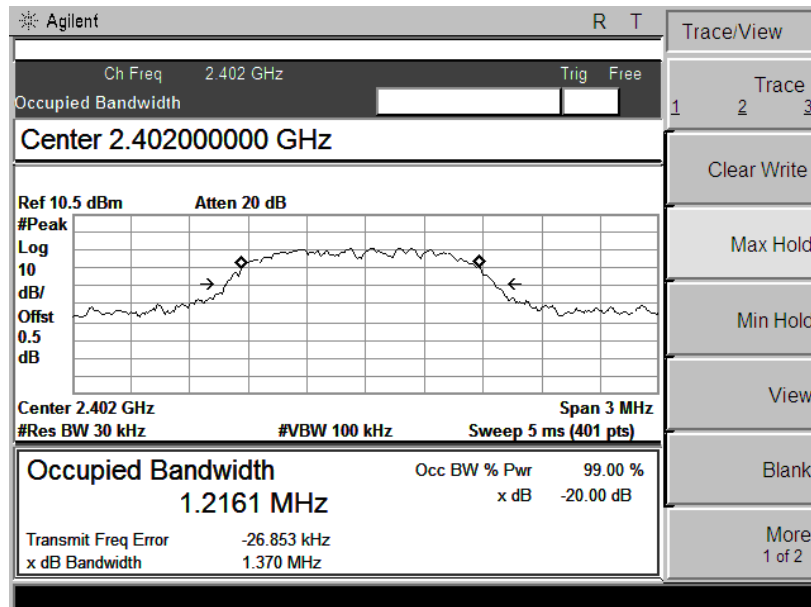 Agilent R T
Ch Freq 2.402 GHz Trig Free
Occupied Bandwidth
Center 2.402000000 GHz
Ref 10.5 dBm Atten 20 dB
#Peak
Log
10
dB/
Offst
0.5
dB
Center 2.402 GHz Span 3 MHz
#Res BW 30 kHz #VBW 100 kHz Sweep 5 ms (401 pts)
Occupied Bandwidth
1.2161 MHz
Occ BW % Pwr 99.00 %
x dB -20.00 dB
Transmit Freq Error -26.853 kHz
x dB Bandwidth 1.370 MHz
Trace/View
Trace
1 2 3
Clear Write
Max Hold
Min Hold
View
Blank
More
1 of 2